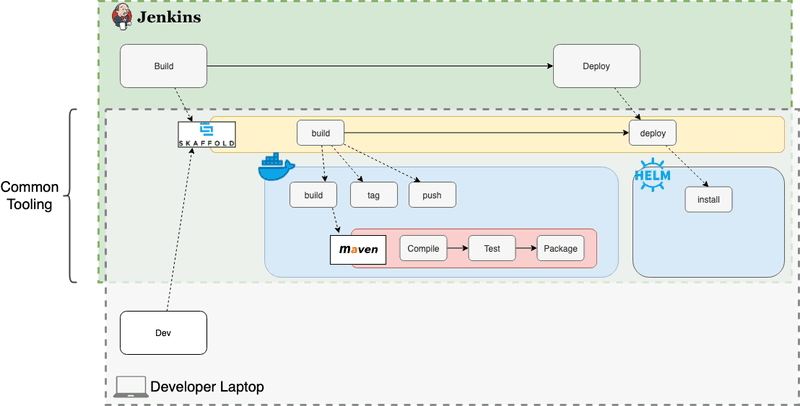 Jenkins
Build
Deploy
Common
Tooling
SKAFFOLD
build
deploy
HELM
build
tag
push
install
maven
Compile
Test
Package
Dev
Developer Laptop